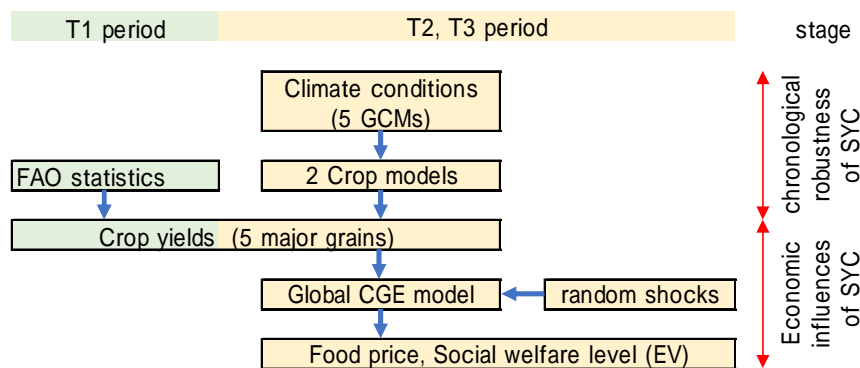 T1 period
T2, T3 period
stage
Climate conditions
(5 GCMs)
FAO statistics
2 Crop models
Crop yields (5 major grains)
Global CGE model
random shocks
Food price, Social welfare level (EV)
chronological
robustness
of SYC
Economic
influences
of SYC